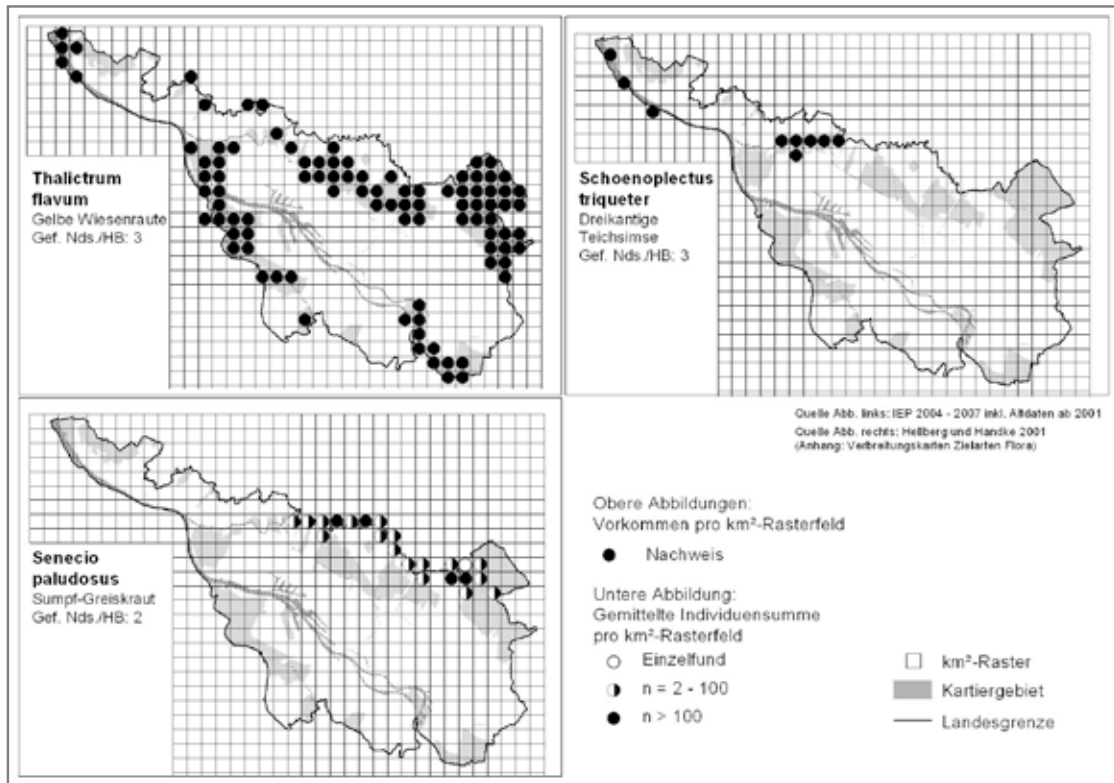 Thalictrum
flavum
Gelbe Wiesenraute
Gef. Nds./HB: 3
Schoenoplectus
triqueter
Dreikantige
Teichsimse
Gef. Nds./HB: 3
Senecio
paludosus
Sumpf-Greiskraut
Gef. Nds./HB: 2
Quelle Abb. links: IEP 2004 - 2007 inkl. Altdaten ab 2001
Quelle Abb. rechts: Hellberg und Handke 2001
(Anhang: Verbreitungskarten Zielarten Flora)
Obere Abbildungen:
Vorkommen pro km²-Rasterfeld
Nachweis
Untere Abbildung:
Gemittelte Individuensumme
pro km²-Rasterfeld
Einzelfund
n = 2 - 100
n > 100
km²-Raster
Kartiergebiet
Landesgrenze